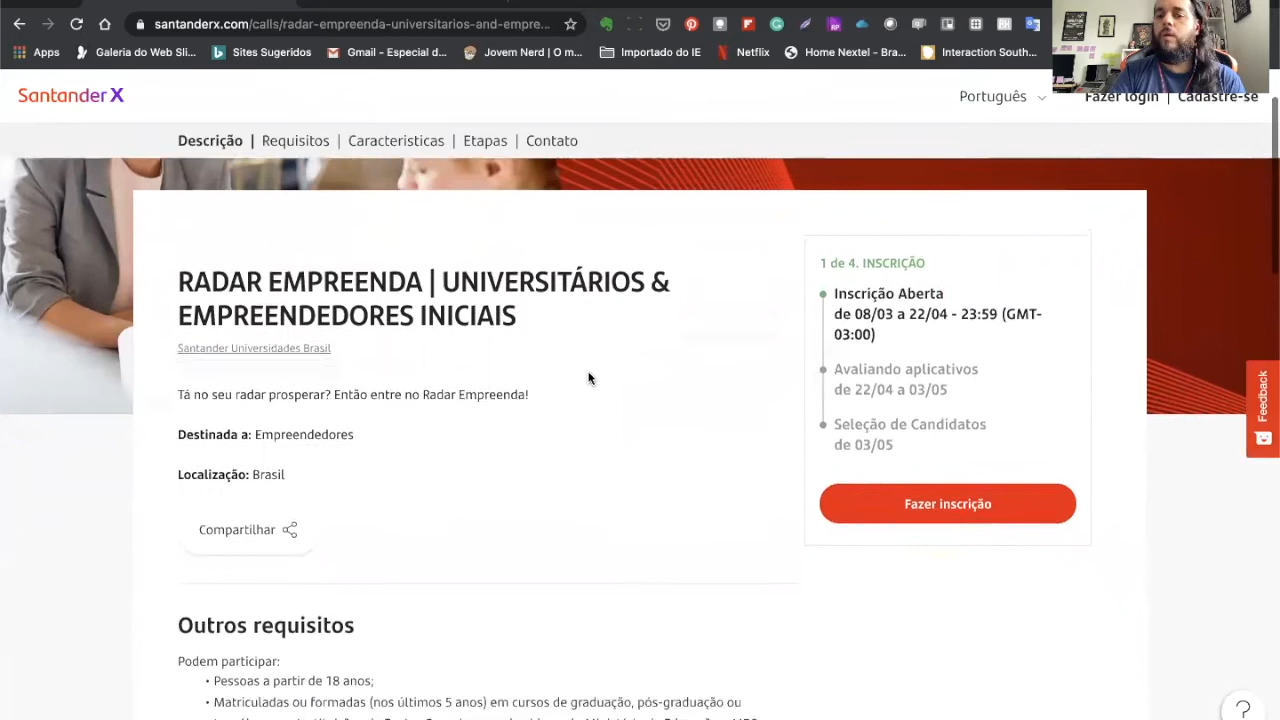 santanderx.com/calls/radar-empreenda-universitarios-and-empre...
Apps
Galeria do Web Sli...
Sites Sugeridos
Gmail - Especial d...
Jovem Nerd | O m...
Importado do IE
Netflix
Home Nextel - Bra...
Interaction South...
Santander X
Português
Fazer login | Cadastre-se
Descrição | Requisitos | Caracteristicas | Etapas | Contato
RADAR EMPREENDA | UNIVERSITÁRIOS &
EMPREENDEDORES INICIAIS
Santander Universidades Brasil
Tá no seu radar prosperar? Então entre no Radar Empreenda!
Destinada a: Empreendedores
Localização: Brasil
Compartilhar
1 de 4. INSCRIÇÃO
Inscrição Aberta
de 08/03 a 22/04 - 23:59 (GMT-
03:00)
Avaliando aplicativos
de 22/04 a 03/05
Seleção de Candidatos
de 03/05
Fazer inscrição
Feedback
Outros requisitos
Podem participar:
• Pessoas a partir de 18 anos;
• Matriculadas ou formadas (nos últimos 5 anos) em cursos de graduação, pós-graduação ou
?